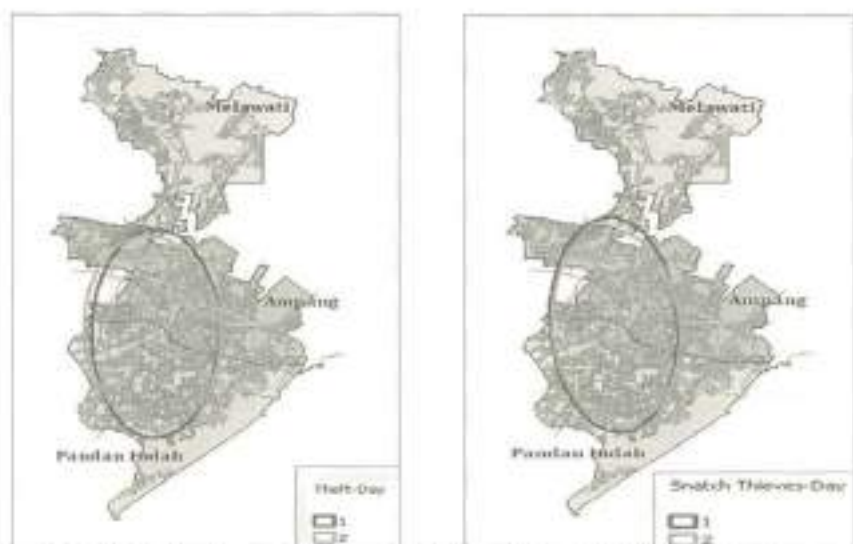 Melawati
Ampang
Pandan Indah
Theft-Day
1
2
Melawati
Ampang
Pandan Indah
Snatch Thieves-Day
1
2